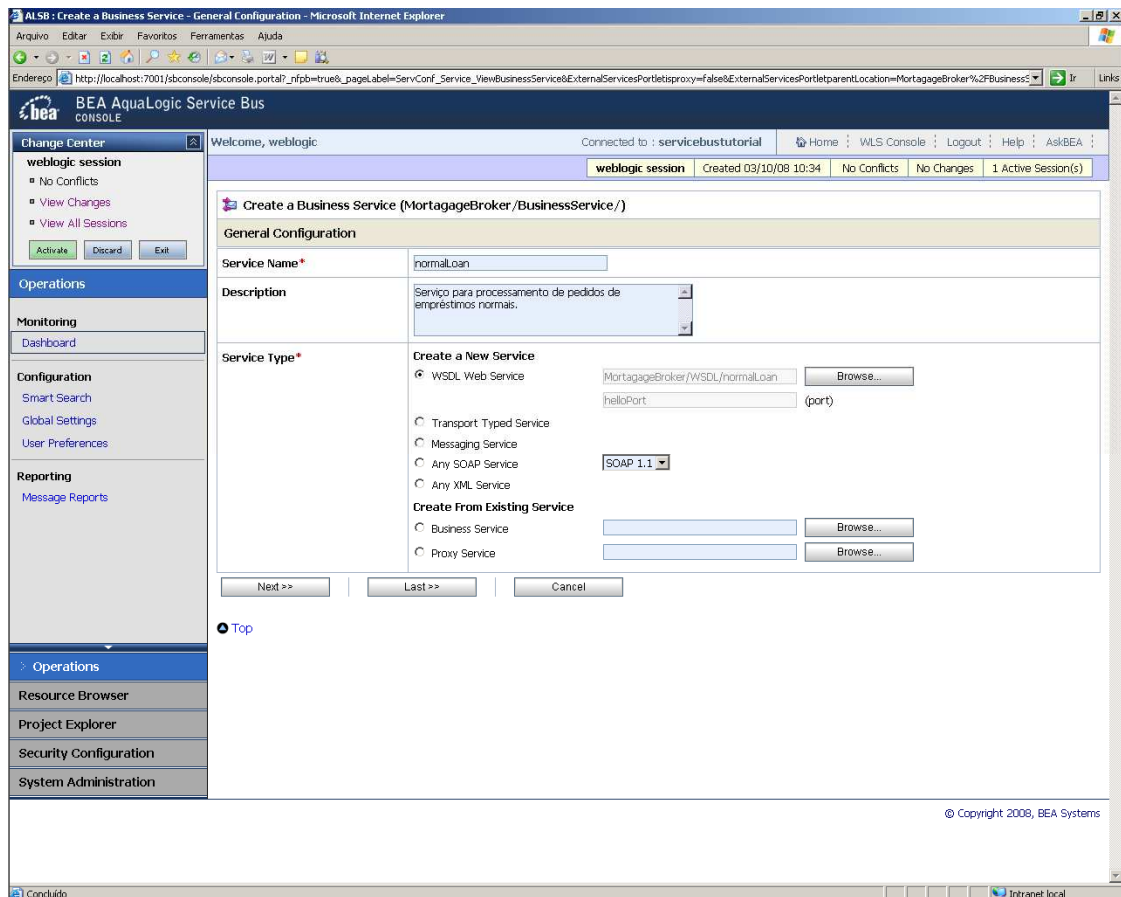 ALSB : Create a Business Service - General Configuration - Microsoft Internet Explorer
Arquivo Editar Exibir Favoritos Ferramentas Ajuda
Endereço http://localhost:7001/sbconsole/sbconsole.portal?_nfpb=true&_pageLabel=ServConf_Service_ViewBusinessService&ExternalServicesPortletisproxy=false&ExternalServicesPortletparentLocation=MortagageBroker%2FBusinessS Ir Links
bea BEA AquaLogic Service Bus
CONSOLE
Change Center
weblogic session
No Conflicts
View Changes
View All Sessions
Activate Discard Exit
Operations
Monitoring
Dashboard
Configuration
Smart Search
Global Settings
User Preferences
Reporting
Message Reports
Operations
Resource Browser
Project Explorer
Security Configuration
System Administration
Welcome, weblogic Connected to : servicebustutorial Home WLS Console Logout Help AskBEA
weblogic session Created 03/10/08 10:34 No Conflicts No Changes 1 Active Session(s)
Create a Business Service (MortagageBroker/BusinessService/)
General Configuration
Service Name* normalLoan
Description Serviço para processamento de pedidos de
empréstimos normais.
Service Type* Create a New Service
WSDL Web Service MortagageBroker/WSDL/normalLoan Browse...
helloPort (port)
Transport Typed Service
Messaging Service
Any SOAP Service SOAP 1.1
Any XML Service
Create From Existing Service
Business Service Browse...
Proxy Service Browse...
Next >> Last >> Cancel
Top
© Copyright 2008, BEA Systems
Concluído Intranet local